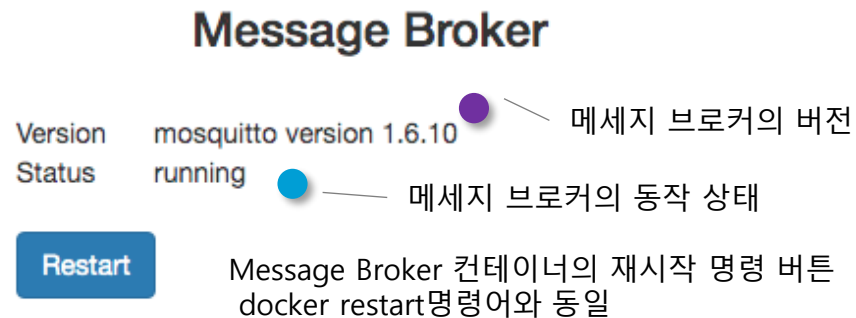 Message Broker
Version mosquitto version 1.6.10
메세지 브로커의 버전
Status running
메세지 브로커의 동작 상태
Restart
Message Broker 컨테이너의 재시작 명령 버튼
docker restart명령어와 동일